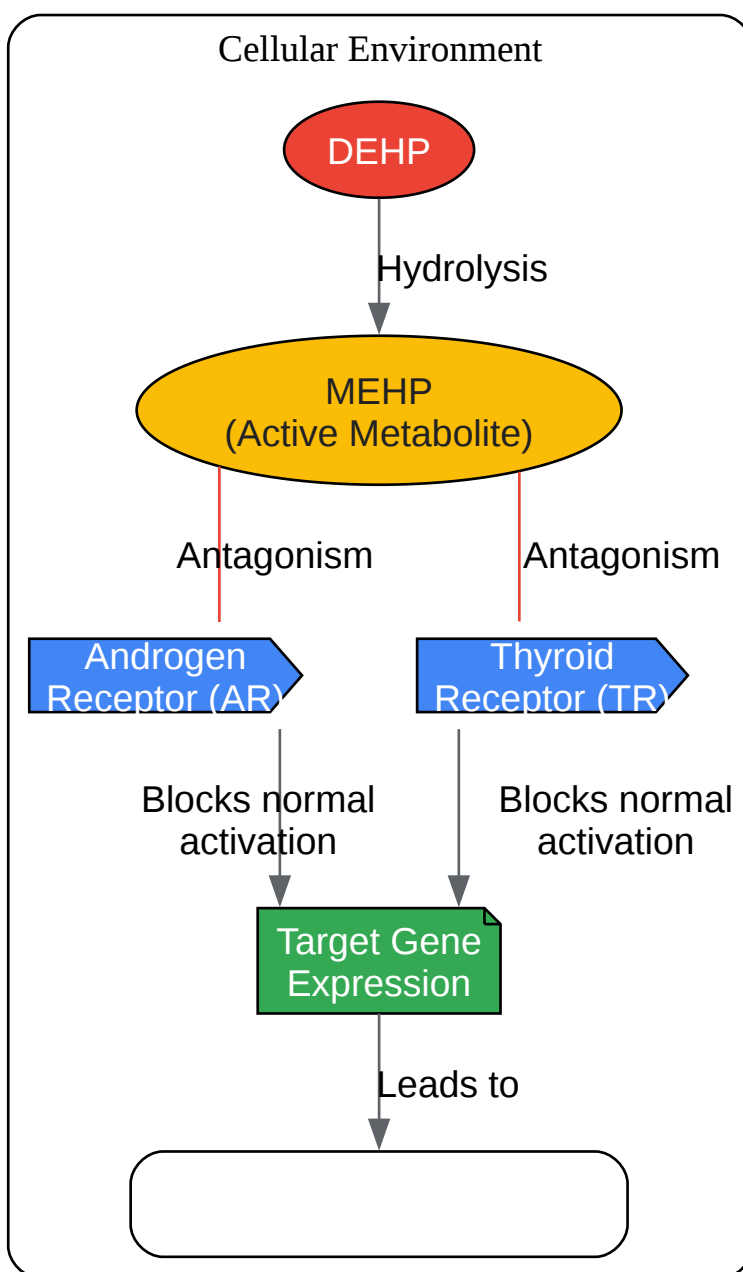 Cellular Environment
DEHP
Hydrolysis
MEHP
(Active Metabolite)
Antagonism
Antagonism
Androgen
Receptor (AR)
Thyroid
Receptor (TR)
Blocks normal
activation
Blocks normal
activation
Target Gene
Expression
Leads to